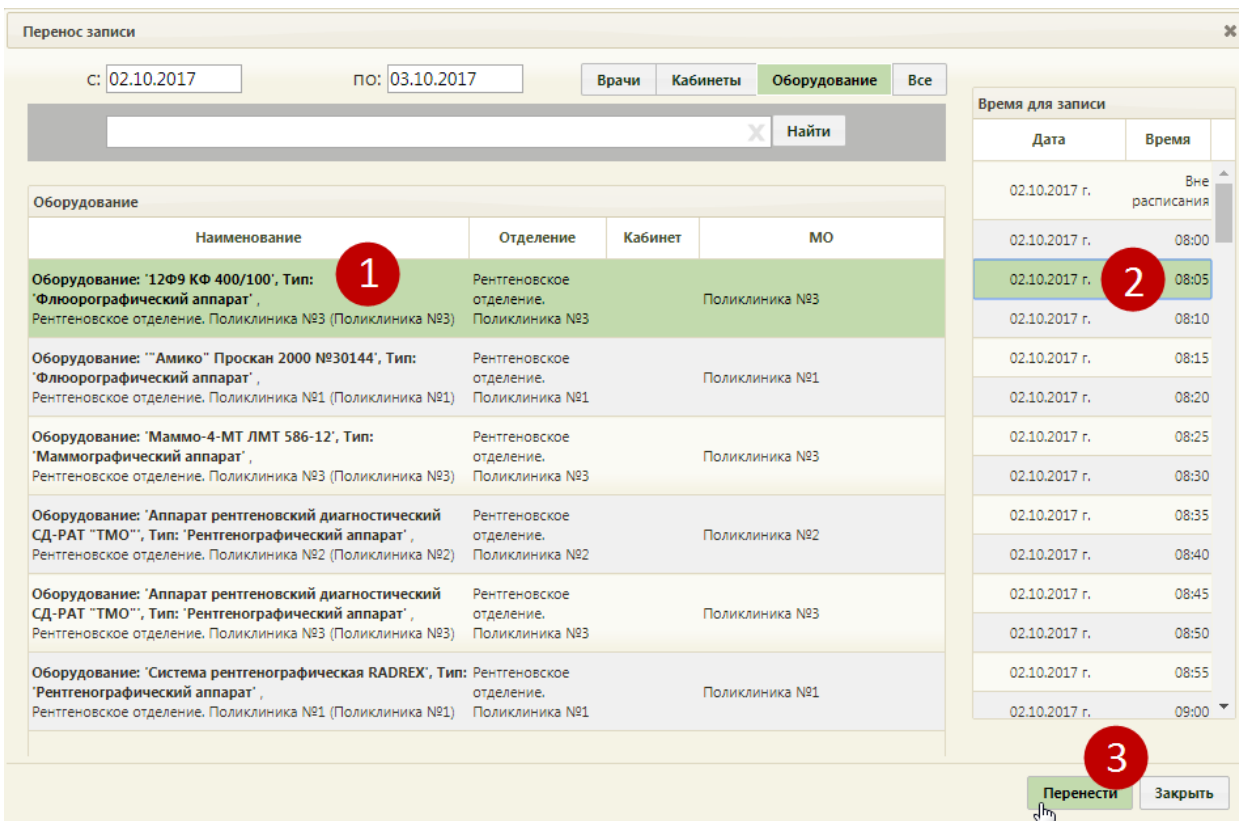 Перенос записи
с: 02.10.2017 по: 03.10.2017 Врачи Кабинеты Оборудование Все
Найти
Оборудование
Наименование Отделение Кабинет МО
Оборудование: '12Ф9 КФ 400/100', Тип:
'Флюорографический аппарат' ,
Рентгеновское отделение. Поликлиника №3 (Поликлиника №3)
Рентгеновское
отделение.
Поликлиника №3
Поликлиника №3
1
Оборудование: '"Амико" Проскан 2000 №30144', Тип:
'Флюорографический аппарат' ,
Рентгеновское отделение. Поликлиника №1 (Поликлиника №1)
Рентгеновское
отделение.
Поликлиника №1
Поликлиника №1
Оборудование: 'Маммо-4-МТ ЛМТ 586-12', Тип:
'Маммографический аппарат' ,
Рентгеновское отделение. Поликлиника №3 (Поликлиника №3)
Рентгеновское
отделение.
Поликлиника №3
Поликлиника №3
Оборудование: 'Аппарат рентгеновский диагностический
СД-РАТ "ТМО"', Тип: 'Рентгенографический аппарат' ,
Рентгеновское отделение. Поликлиника №2 (Поликлиника №2)
Рентгеновское
отделение.
Поликлиника №2
Поликлиника №2
Оборудование: 'Аппарат рентгеновский диагностический
СД-РАТ "ТМО"', Тип: 'Рентгенографический аппарат' ,
Рентгеновское отделение. Поликлиника №3 (Поликлиника №3)
Рентгеновское
отделение.
Поликлиника №3
Поликлиника №3
Оборудование: 'Система рентгенографическая RADREX', Тип:
'Рентгенографический аппарат' ,
Рентгеновское отделение. Поликлиника №1 (Поликлиника №1)
Рентгеновское
отделение.
Поликлиника №1
Поликлиника №1
Время для записи
Дата Время
02.10.2017 г. Вне
расписания
02.10.2017 г. 08:00
02.10.2017 г. 2 08:05
02.10.2017 г. 08:10
02.10.2017 г. 08:15
02.10.2017 г. 08:20
02.10.2017 г. 08:25
02.10.2017 г. 08:30
02.10.2017 г. 08:35
02.10.2017 г. 08:40
02.10.2017 г. 08:45
02.10.2017 г. 08:50
02.10.2017 г. 08:55
02.10.2017 г. 09:00
3
Перенести Закрыть